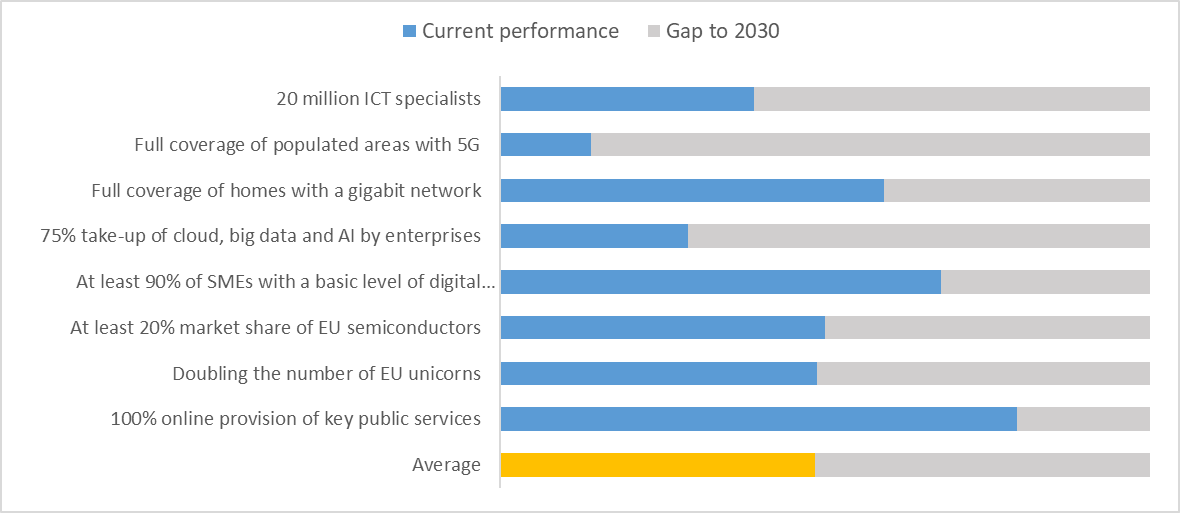 Current performance Gap to 2030
20 million ICT specialists
Full coverage of populated areas with 5G
Full coverage of homes with a gigabit network
75% take-up of cloud, big data and AI by enterprises
At least 90% of SMEs with a basic level of digital...
At least 20% market share of EU semiconductors
Doubling the number of EU unicorns
100% online provision of key public services
Average